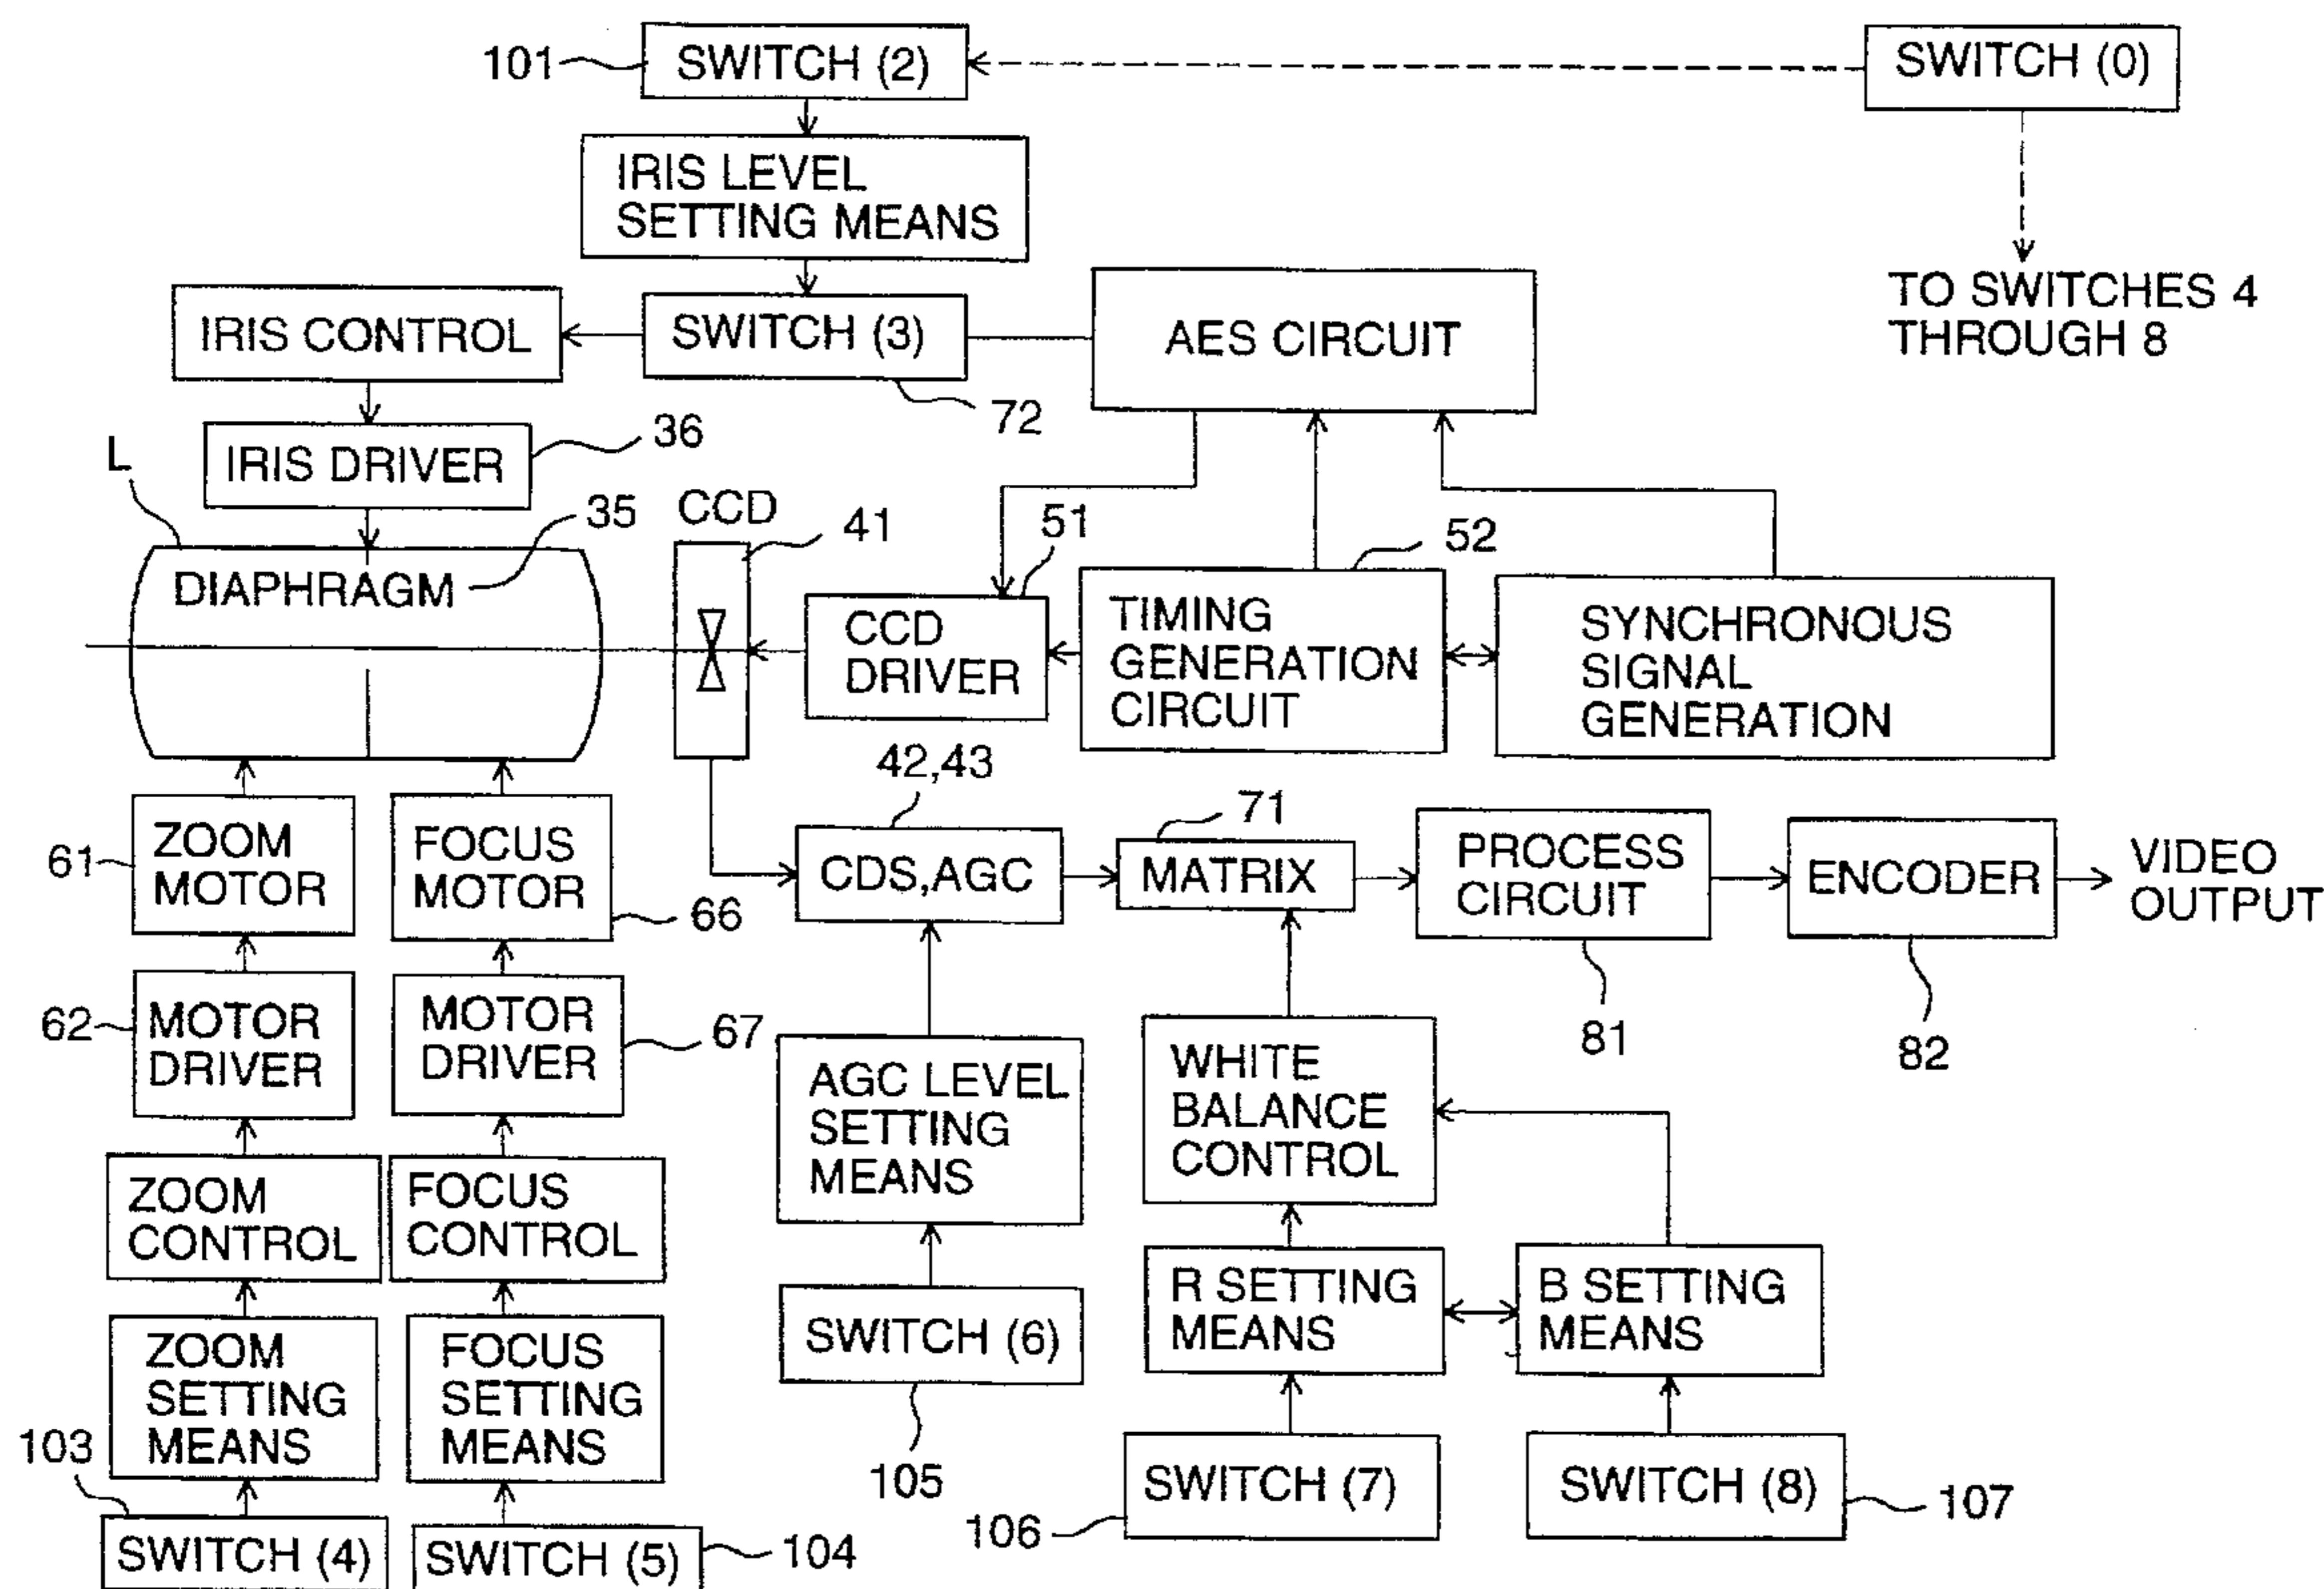 101
SWITCH (2)
SWITCH (0)
IRIS LEVEL
SETTING MEANS
TO SWITCHES 4
THROUGH 8
IRIS CONTROL
SWITCH (3)
72
AES CIRCUIT
IRIS DRIVER
36
L
DIAPHRAGM
35
CCD
41
51
CCD
DRIVER
52
TIMING
GENERATION
CIRCUIT
SYNCHRONOUS
SIGNAL
GENERATION
61
ZOOM
MOTOR
FOCUS
MOTOR
66
42,43
CDS,AGC
71
MATRIX
PROCESS
CIRCUIT
81
ENCODER
82
VIDEO
OUTPUT
62
MOTOR
DRIVER
MOTOR
DRIVER
67
AGC LEVEL
SETTING
MEANS
WHITE
BALANCE
CONTROL
ZOOM
CONTROL
FOCUS
CONTROL
SWITCH (6)
105
R SETTING
MEANS
B SETTING
MEANS
ZOOM
SETTING
MEANS
FOCUS
SETTING
MEANS
103
SWITCH (4)
SWITCH (5)
104
106
SWITCH (7)
SWITCH (8)
107